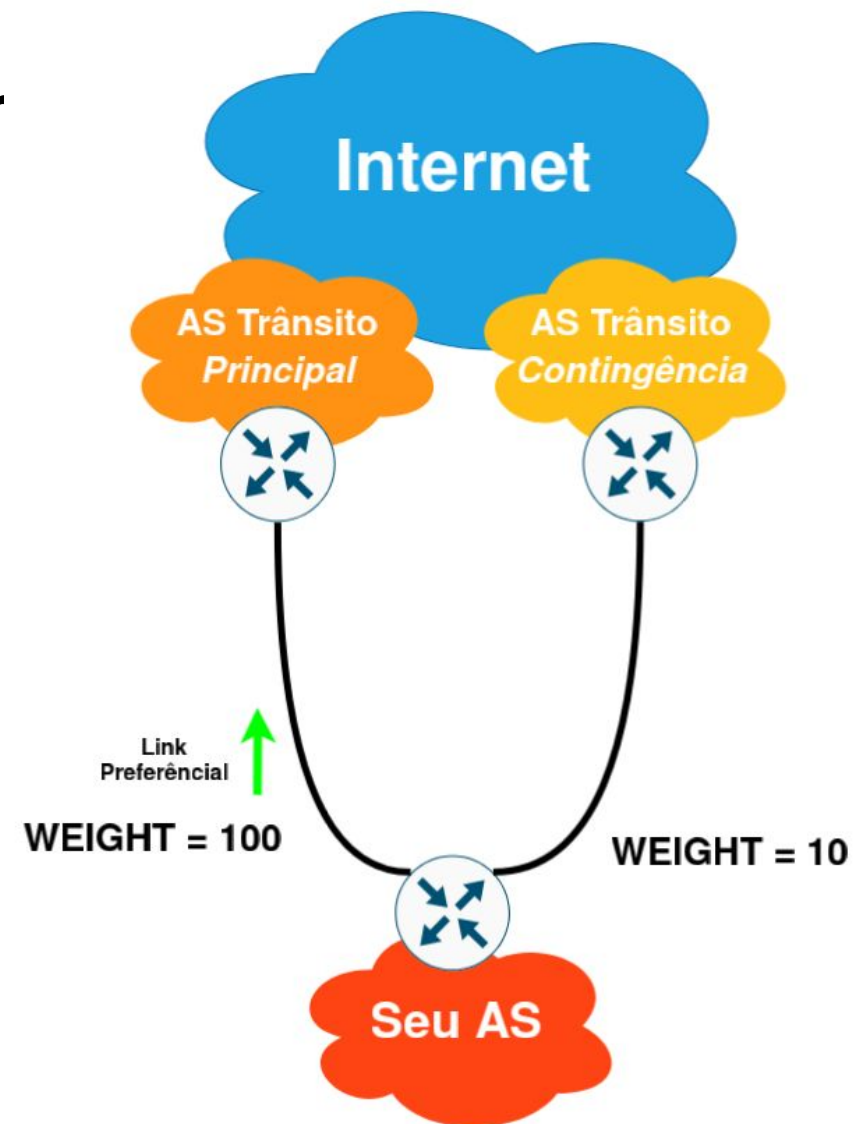 Internet
AS Trânsito
Principal
AS Trânsito
Contingência
Link
Preferêncial
WEIGHT = 100
WEIGHT = 10
Seu AS